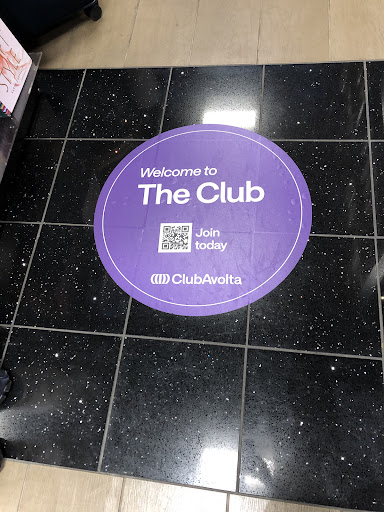 Welcome to
The Club
Join
today
ClubAvolta